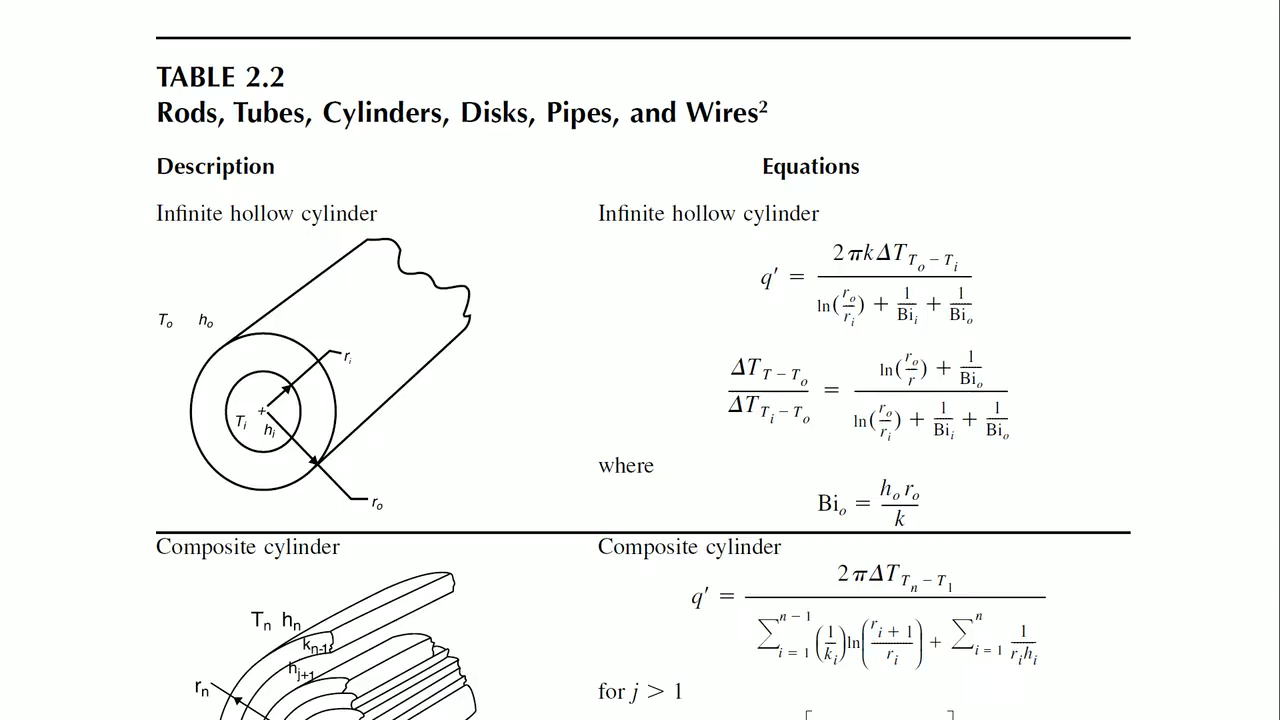 TABLE 2.2
Rods, Tubes, Cylinders, Disks, Pipes, and Wires²
Description Equations
Infinite hollow cylinder Infinite hollow cylinder
T_o h_o
r_i
T_i h_i
r_o
q′ = 2πkΔT_{T_o − T_i} / (ln(r_o/r_i) + 1/Bi_i + 1/Bi_o)
ΔT_{T − T_o} / ΔT_{T_i − T_o} = (ln(r_o/r) + 1/Bi_o) / (ln(r_o/r_i) + 1/Bi_i + 1/Bi_o)
where
Bi_o = h_o r_o / k
Composite cylinder Composite cylinder
T_n h_n
k_{n-1}
h_{j+1}
r_n
q′ = 2πΔT_{T_n − T_1} / (∑_{i = 1}^{n − 1} (1/k_i) ln(r_{i + 1}/r_i) + ∑_{i = 1}^{n} 1/(r_i h_i))
for j > 1